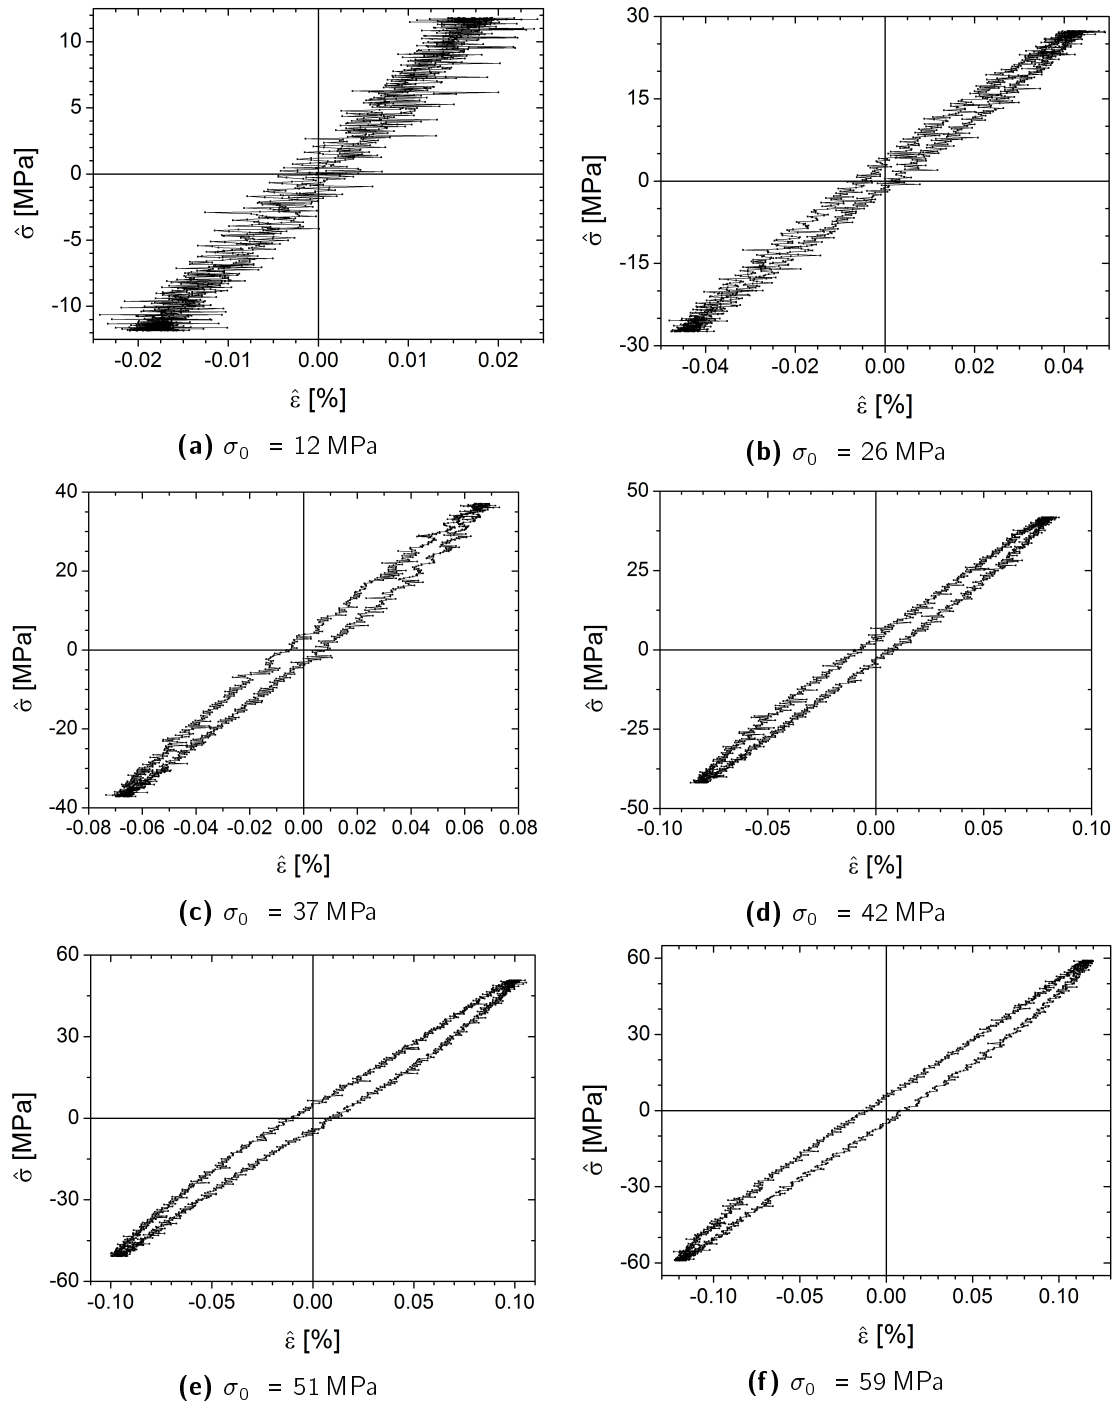 10
5
0
-5
-10
-0.02 -0.01 0.00 0.01 0.02
σ̂ [MPa]
ε̂ [%]
(a) σ₀ = 12 MPa
30
15
0
-15
-30
-0.04 -0.02 0.00 0.02 0.04
σ̂ [MPa]
ε̂ [%]
(b) σ₀ = 26 MPa
40
20
0
-20
-40
-0.08 -0.06 -0.04 -0.02 0.00 0.02 0.04 0.06 0.08
σ̂ [MPa]
ε̂ [%]
(c) σ₀ = 37 MPa
50
25
0
-25
-50
-0.10 -0.05 0.00 0.05 0.10
σ̂ [MPa]
ε̂ [%]
(d) σ₀ = 42 MPa
60
30
0
-30
-60
-0.10 -0.05 0.00 0.05 0.10
σ̂ [MPa]
ε̂ [%]
(e) σ₀ = 51 MPa
60
30
0
-30
-60
-0.10 -0.05 0.00 0.05 0.10
σ̂ [MPa]
ε̂ [%]
(f) σ₀ = 59 MPa